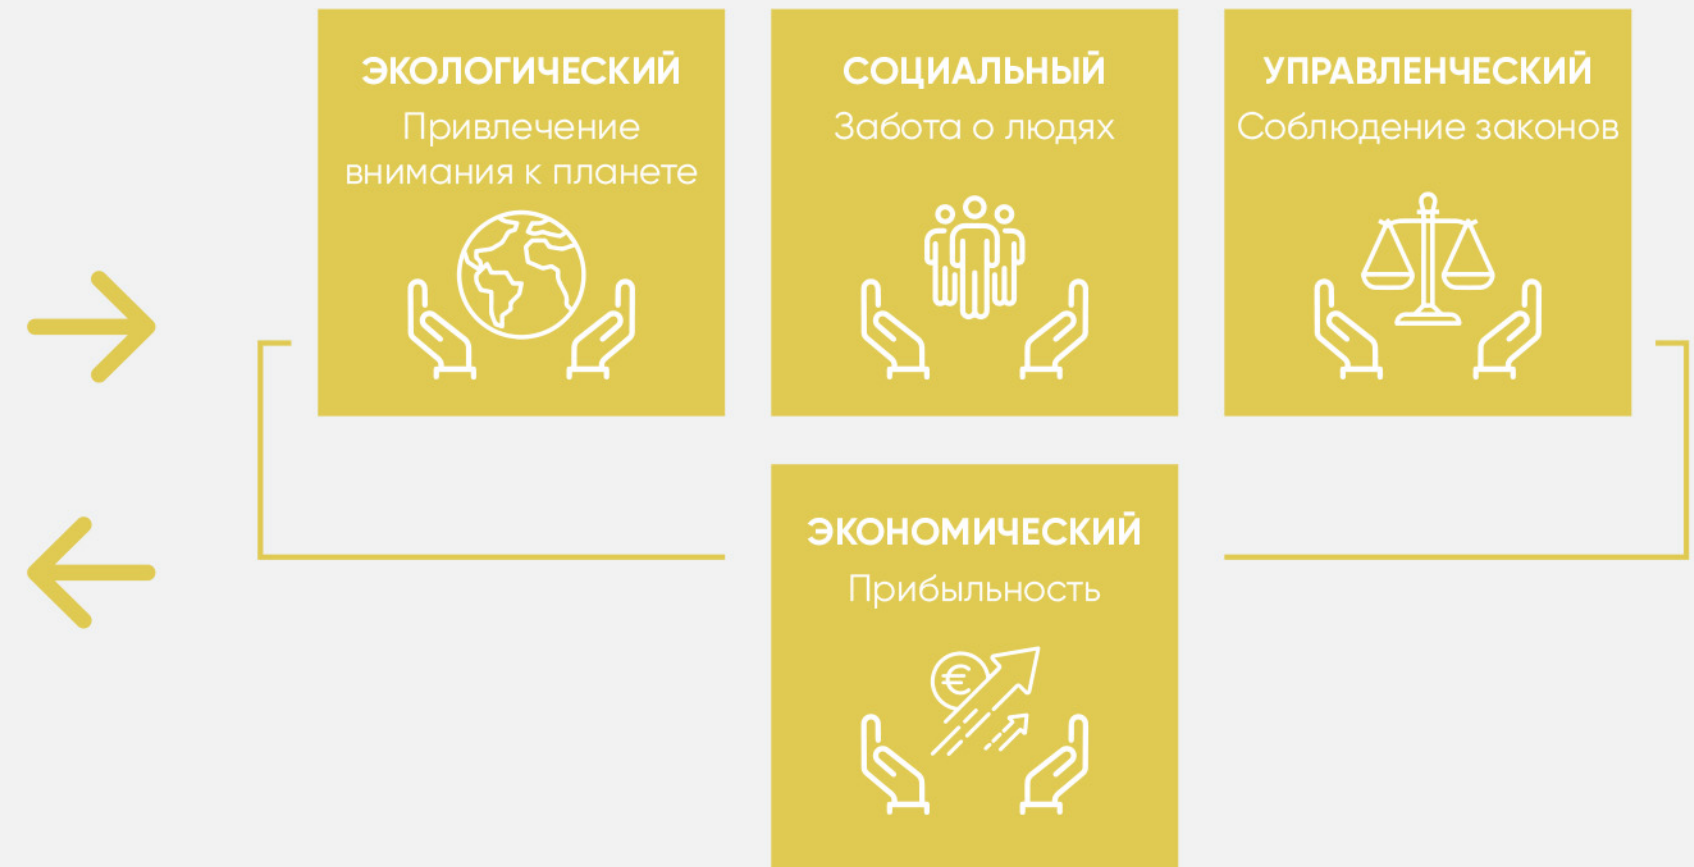 ЭКОЛОГИЧЕСКИЙ
Привлечение
внимания к планете
СОЦИАЛЬНЫЙ
Забота о людях
УПРАВЛЕНЧЕСКИЙ
Соблюдение законов
ЭКОНОМИЧЕСКИЙ
Прибыльность
€